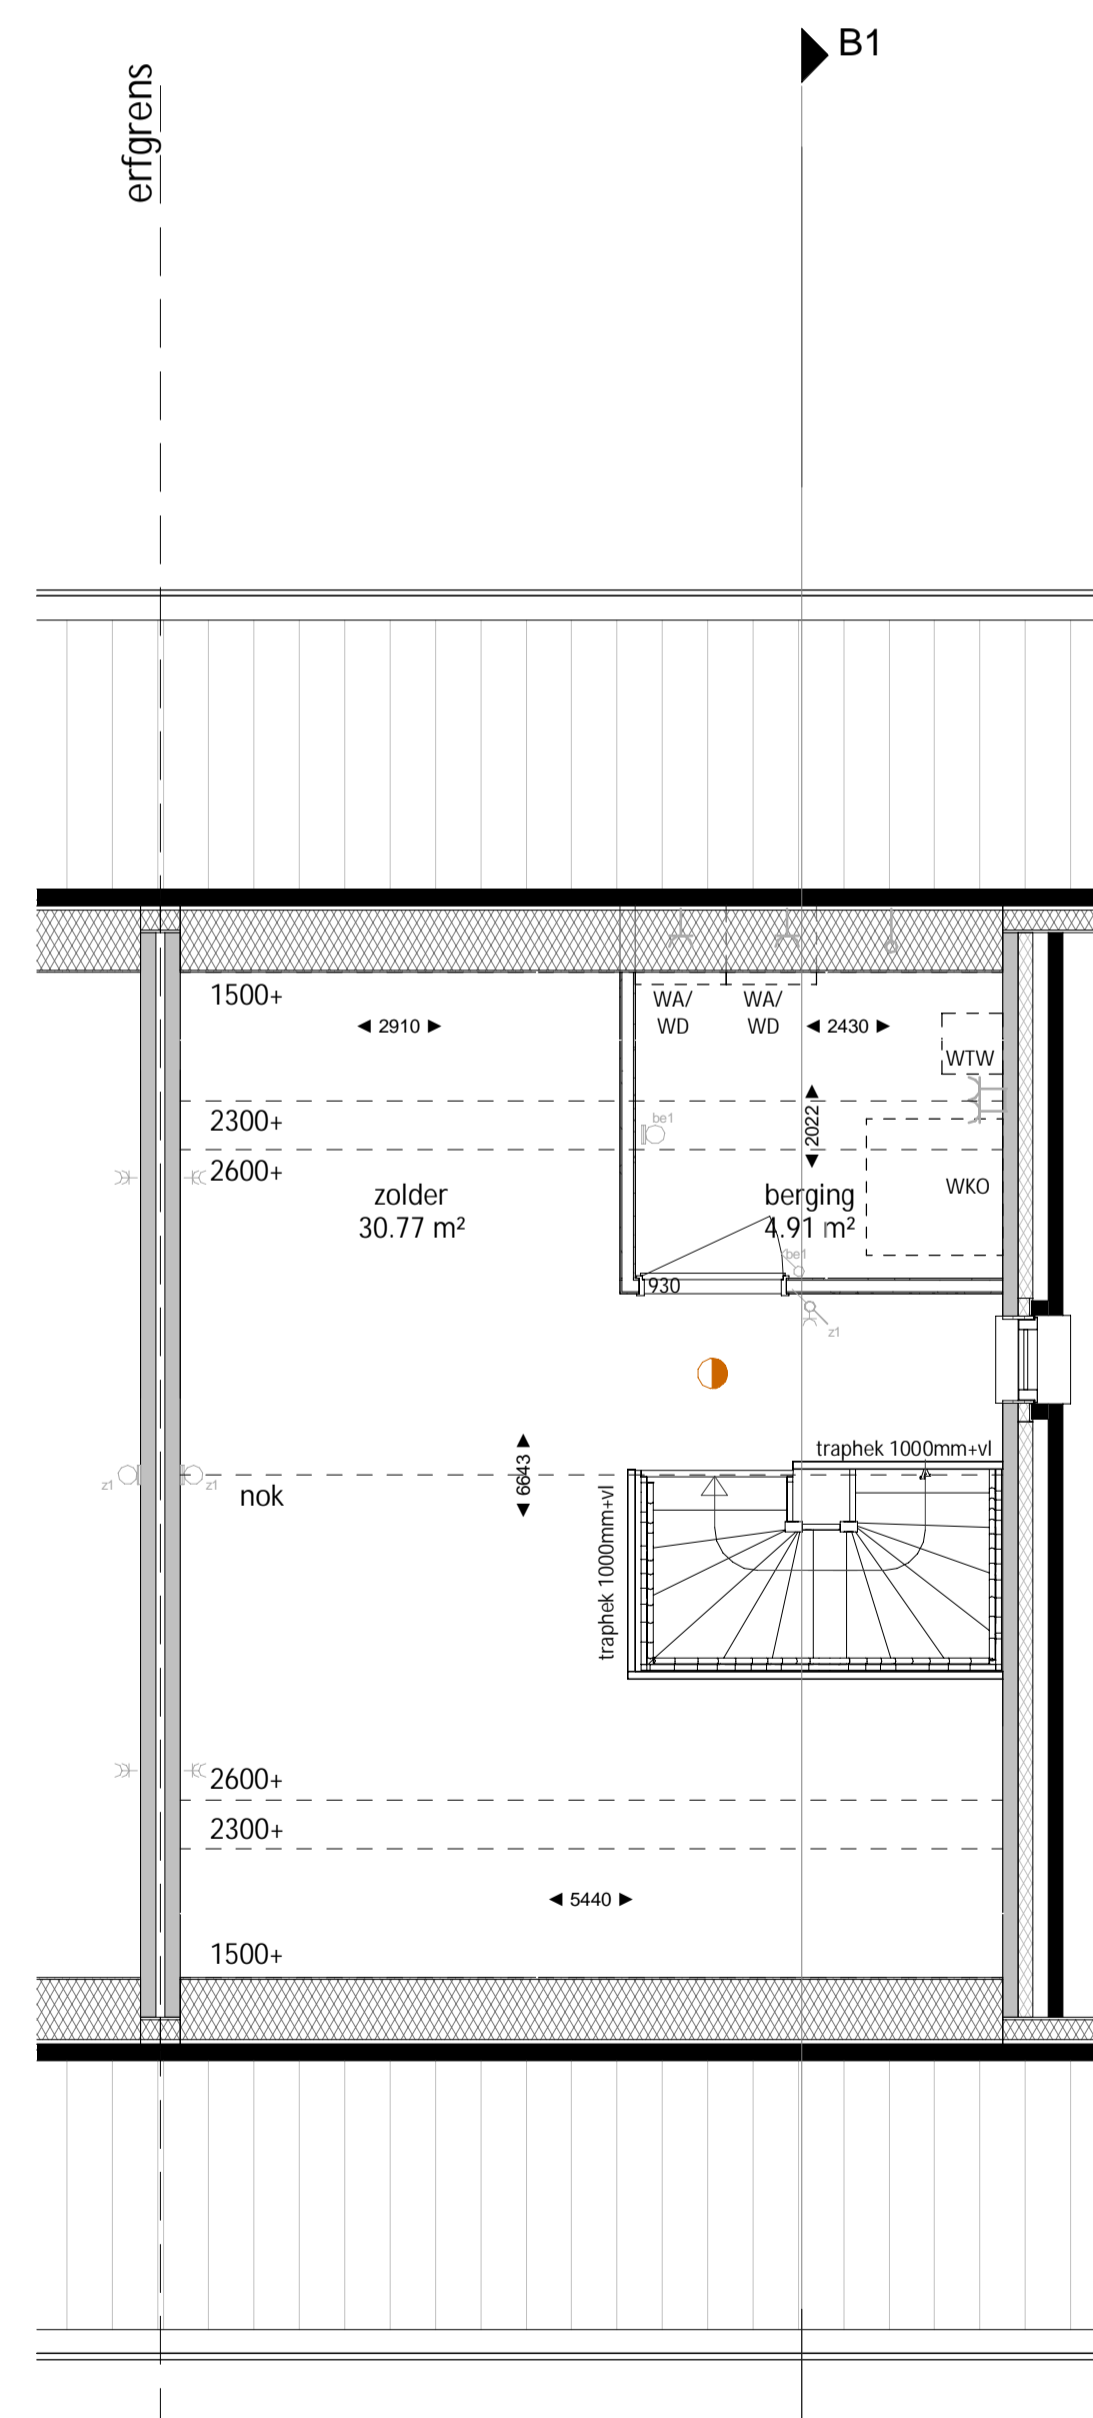 B1
erfgrens
1500+
WA/
WD
WA/
WD
2910
2430
WTW
2300+
be1
2022
2600+
zolder
30.77 m²
berging
4.91 m²
WKO
be1
930
z1
traphek 1000mm+vl
6643
z1
z1
nok
traphek 1000mm+vl
2600+
2300+
5440
1500+